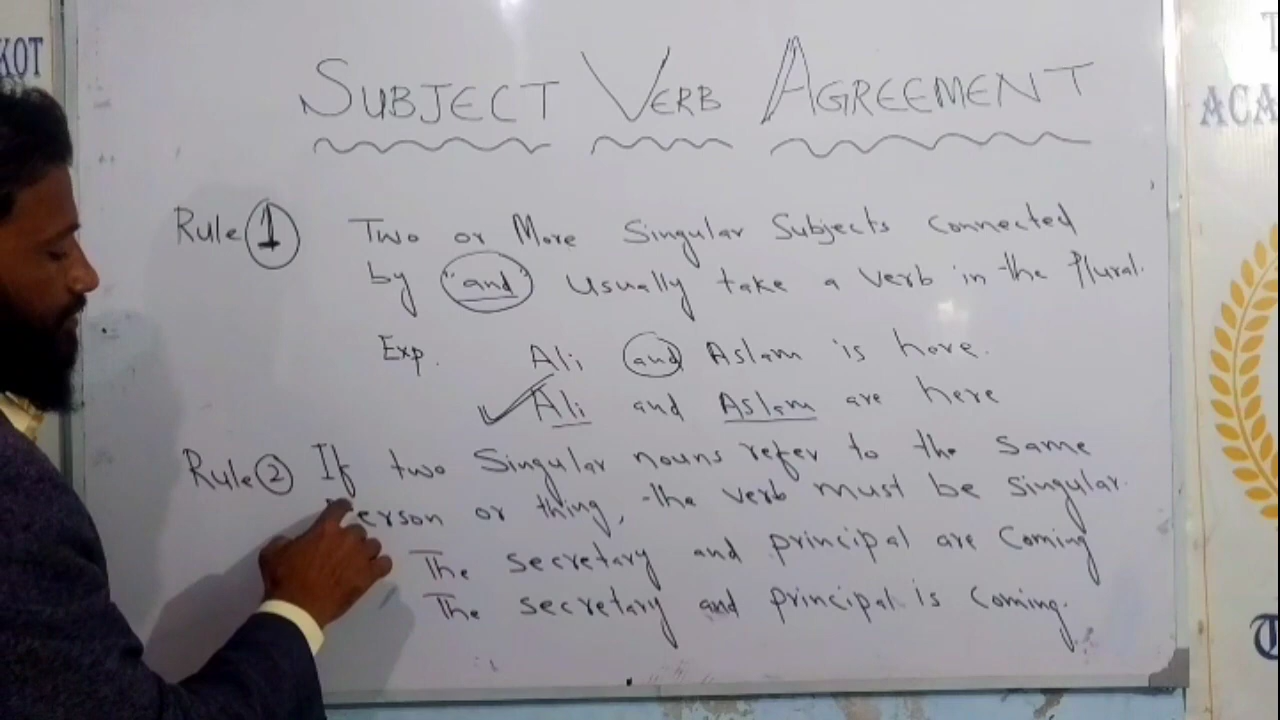 KOT
SUBJECT VERB AGREEMENT
ACA
Rule 1 Two or More Singular Subjects Connected
by "and" Usually take a verb in the Plural.
Exp. Ali and Aslam is here.
Ali and Aslam are here
Rule 2 If two Singular nouns refer to the same
erson or thing, the verb must be singular.
The secretary and principal are Coming
The secretary and principal is Coming.